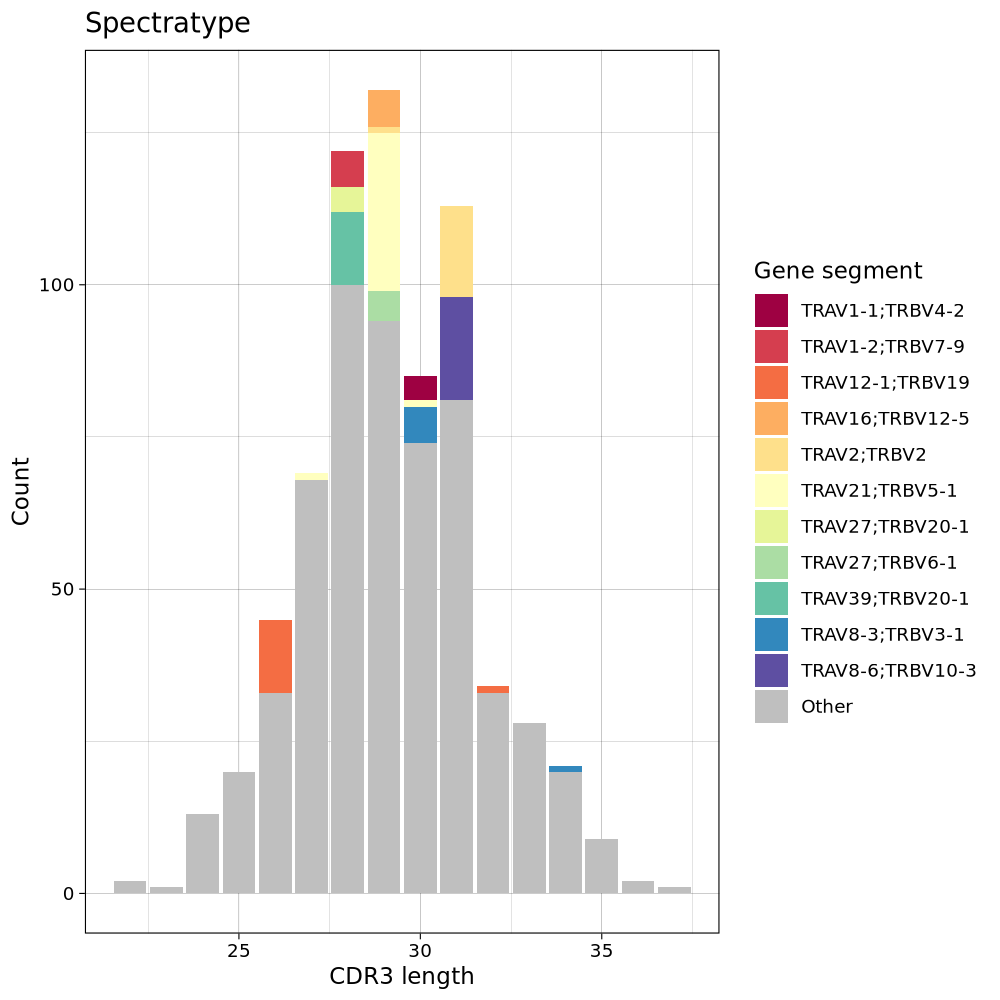 Spectratype
Count
100
50
0
25
30
35
CDR3 length
Gene segment
TRAV1-1;TRBV4-2
TRAV1-2;TRBV7-9
TRAV12-1;TRBV19
TRAV16;TRBV12-5
TRAV2;TRBV2
TRAV21;TRBV5-1
TRAV27;TRBV20-1
TRAV27;TRBV6-1
TRAV39;TRBV20-1
TRAV8-3;TRBV3-1
TRAV8-6;TRBV10-3
Other